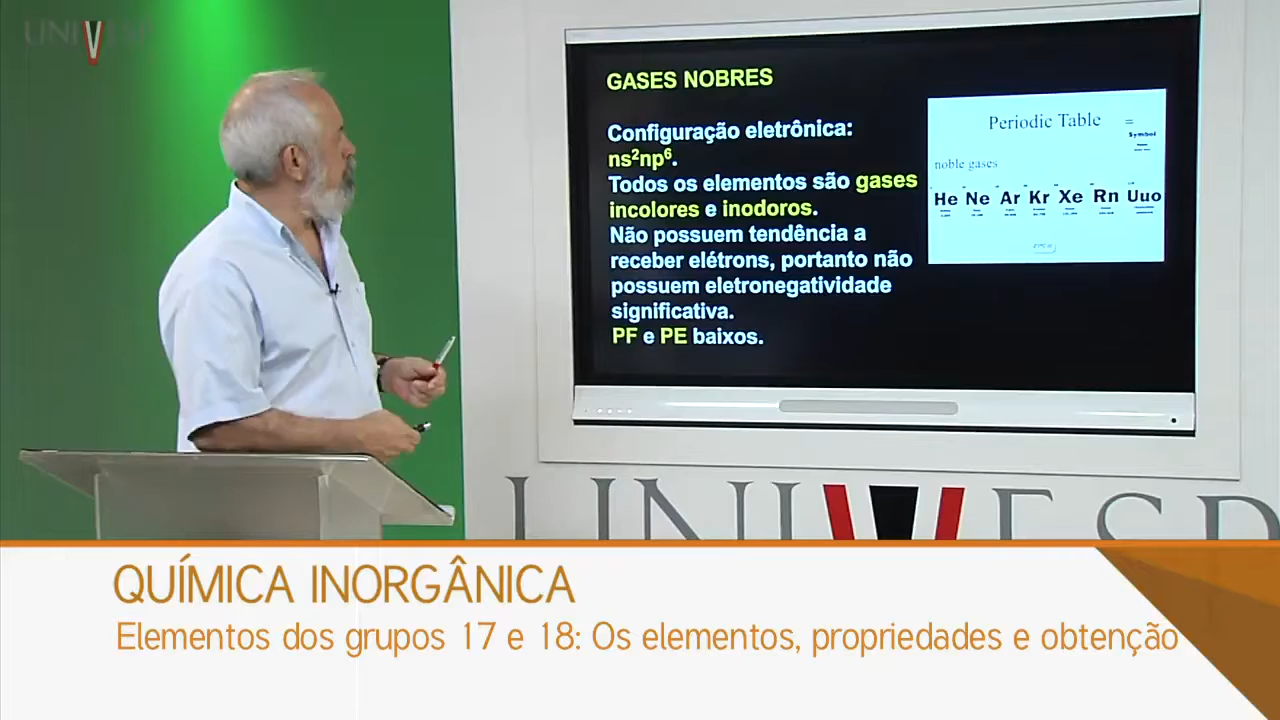 UNIVESP
GASES NOBRES
Configuração eletrônica:
ns²np⁶.
Todos os elementos são gases
incolores e inodoros.
Não possuem tendência a
receber elétrons, portanto não
possuem eletronegatividade
significativa.
PF e PE baixos.
Periodic Table
Symbol
noble gases
He Ne Ar Kr Xe Rn Uuo
UNIVESP
QUÍMICA INORGÂNICA
Elementos dos grupos 17 e 18: Os elementos, propriedades e obtenção